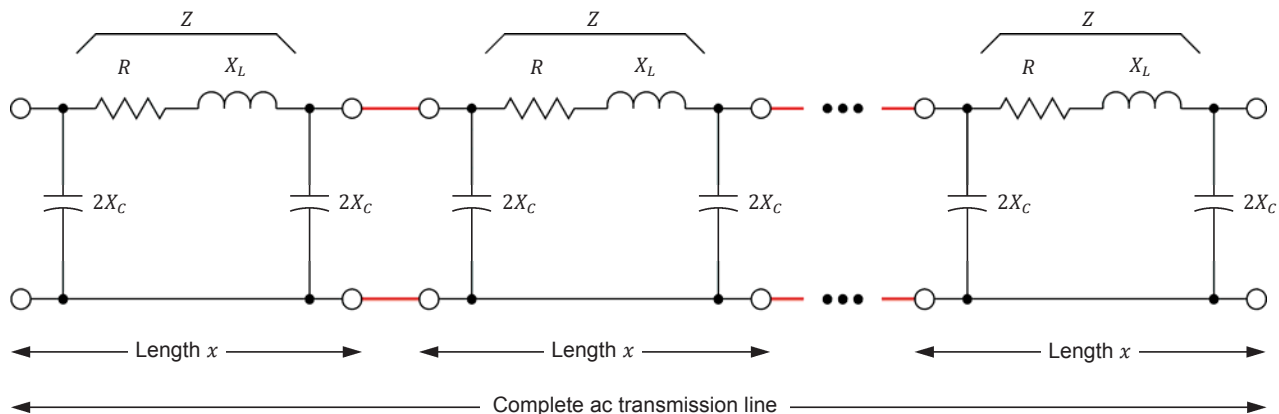 Z Z Z
R X_L R X_L R X_L
2X_C 2X_C 2X_C 2X_C 2X_C 2X_C
Length x Length x Length x
Complete ac transmission line